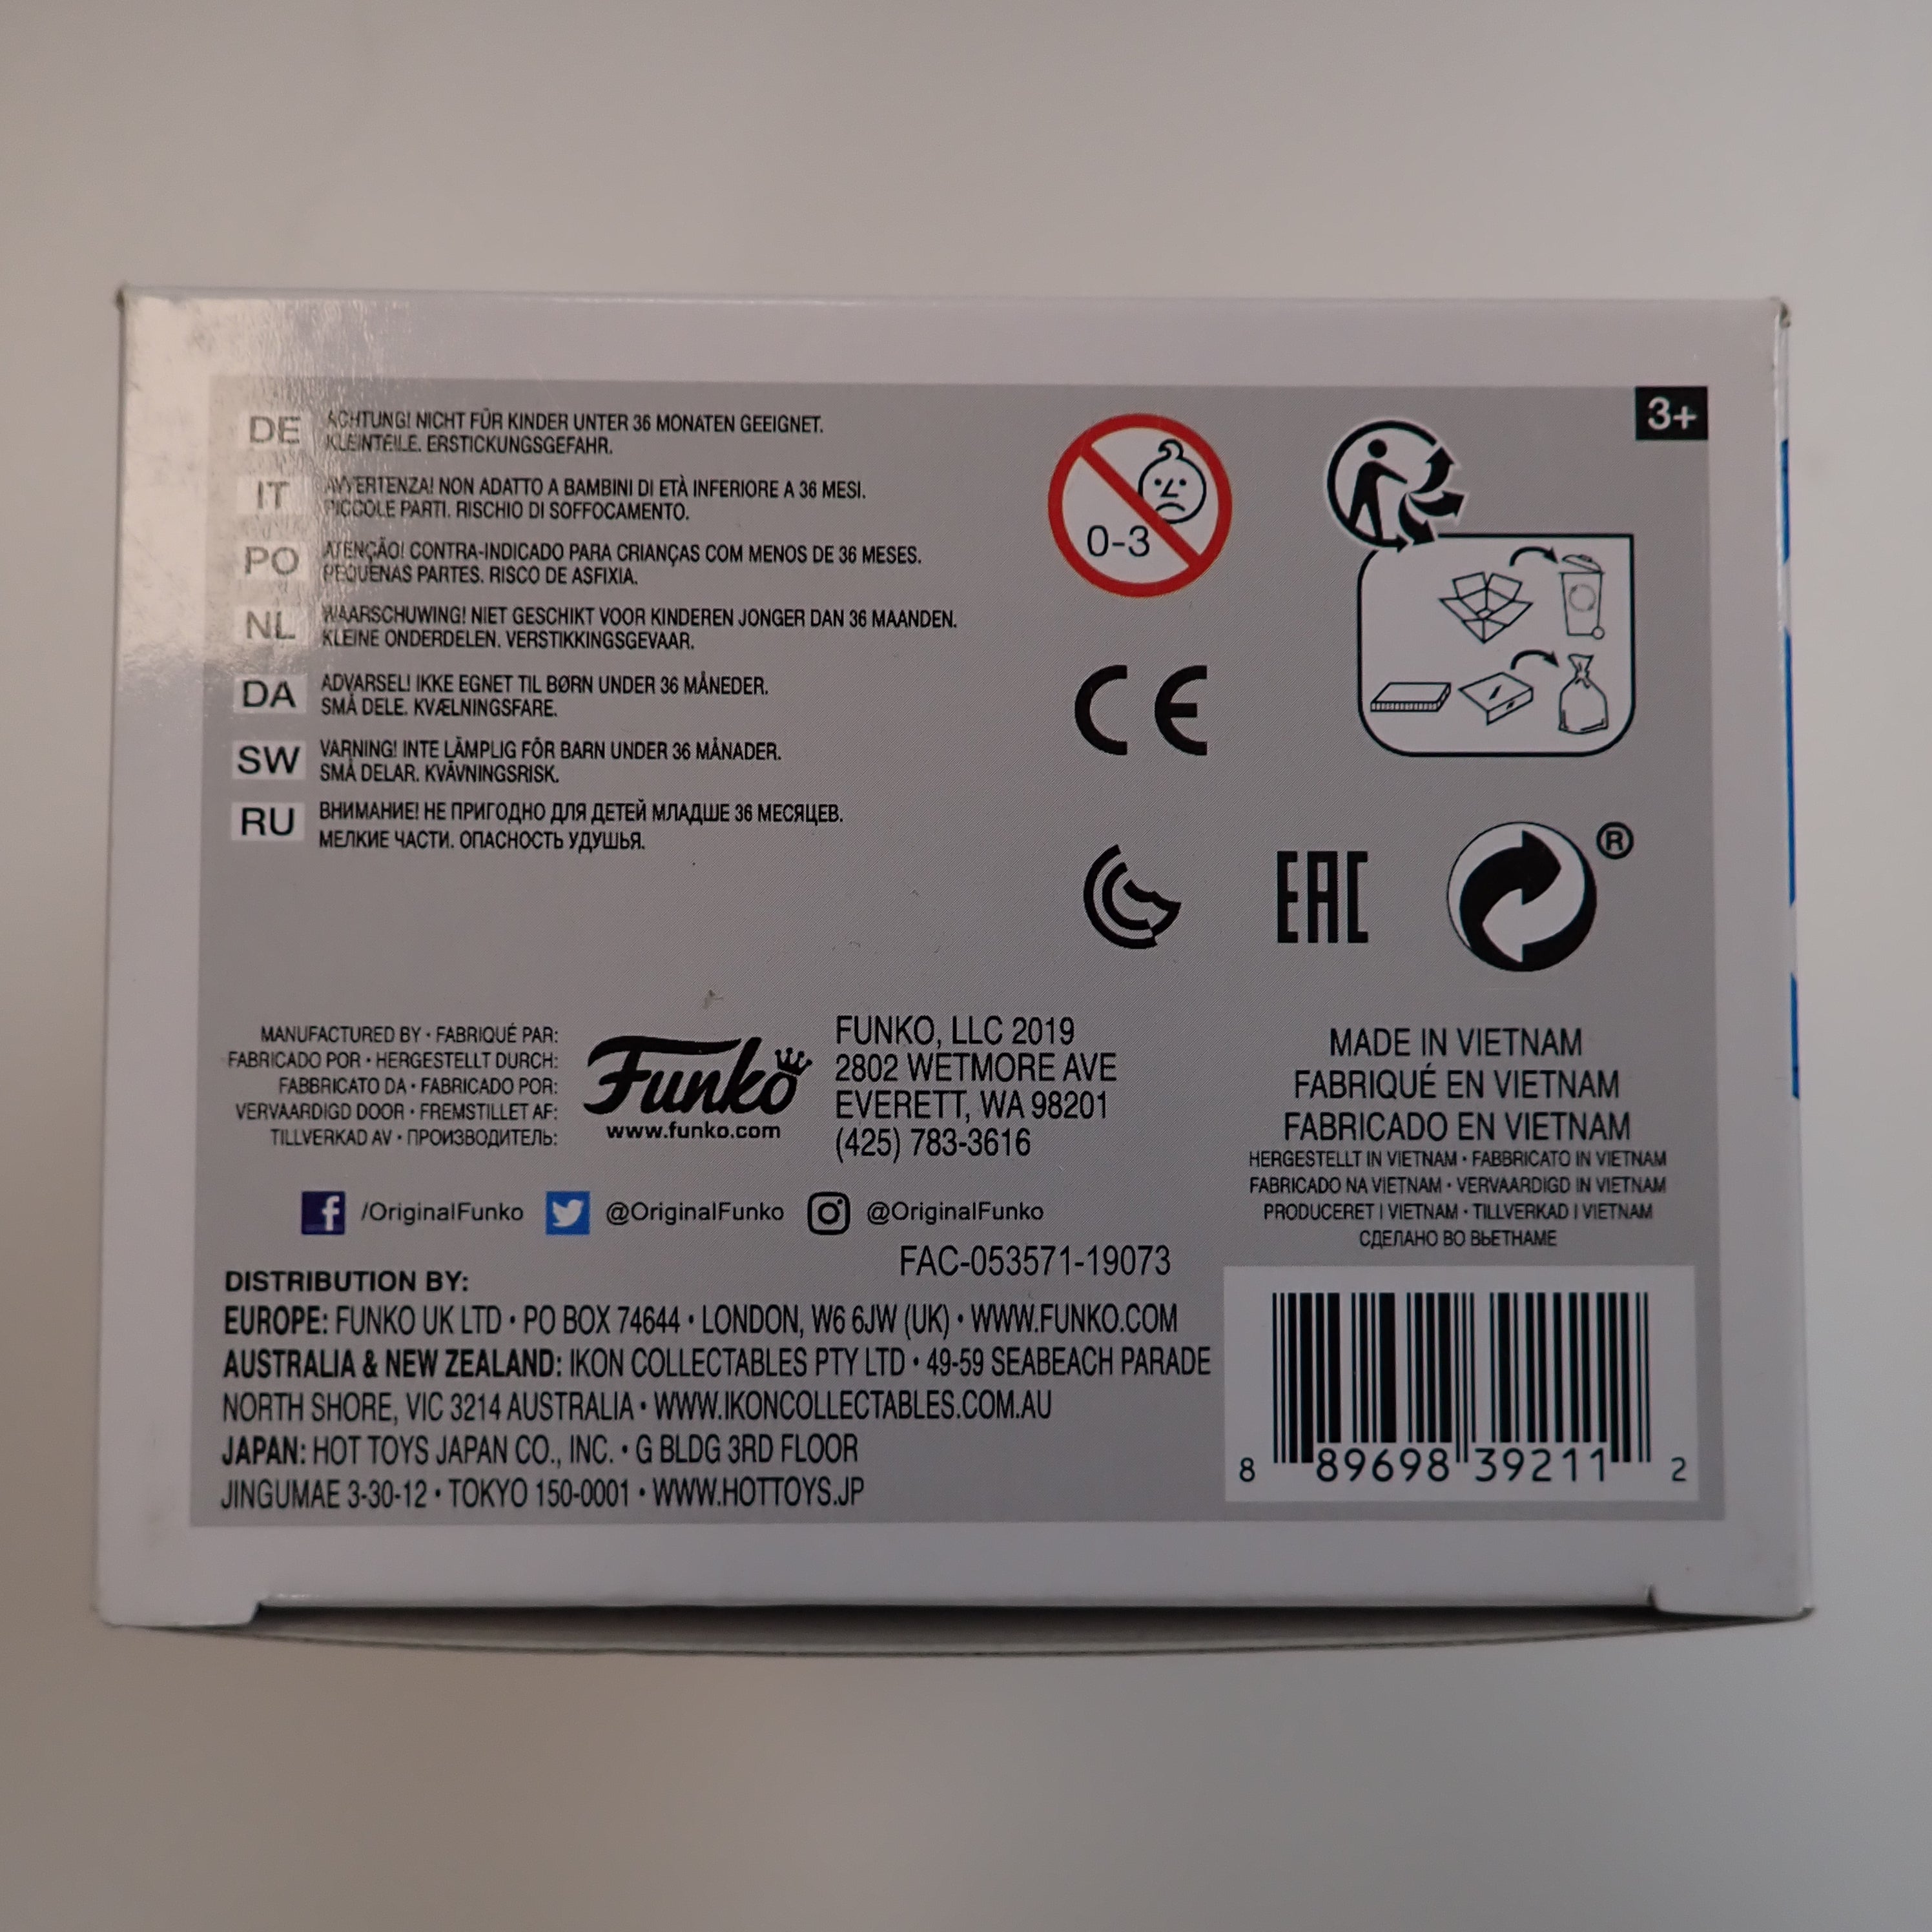 3+
DE ACHTUNG! NICHT FÜR KINDER UNTER 36 MONATEN GEEIGNET.
KLEINTEILE. ERSTICKUNGSGEFAHR.
IT AVVERTENZA! NON ADATTO A BAMBINI DI ETÀ INFERIORE A 36 MESI.
PICCOLE PARTI. RISCHIO DI SOFFOCAMENTO.
PO ATENÇÃO! CONTRA-INDICADO PARA CRIANÇAS COM MENOS DE 36 MESES.
PEQUENAS PARTES. RISCO DE ASFIXIA.
NL WAARSCHUWING! NIET GESCHIKT VOOR KINDEREN JONGER DAN 36 MAANDEN.
KLEINE ONDERDELEN. VERSTIKKINGSGEVAAR.
DA ADVARSEL! IKKE EGNET TIL BØRN UNDER 36 MÅNEDER.
SMÅ DELE. KVÆLNINGSFARE.
SW VARNING! INTE LÄMPLIG FÖR BARN UNDER 36 MÅNADER.
SMÅ DELAR. KVÄVNINGSRISK.
RU ВНИМАНИЕ! НЕ ПРИГОДНО ДЛЯ ДЕТЕЙ МЛАДШЕ 36 МЕСЯЦЕВ.
МЕЛКИЕ ЧАСТИ. ОПАСНОСТЬ УДУШЬЯ.
0-3
CE
EAC
®
MANUFACTURED BY • FABRIQUÉ PAR:
FABRICADO POR • HERGESTELLT DURCH:
FABBRICATO DA • FABRICADO POR:
VERVAARDIGD DOOR • FREMSTILLET AF:
TILLVERKAD AV • ПРОИЗВОДИТЕЛЬ:
Funko
www.funko.com
FUNKO, LLC 2019
2802 WETMORE AVE
EVERETT, WA 98201
(425) 783-3616
MADE IN VIETNAM
FABRIQUÉ EN VIETNAM
FABRICADO EN VIETNAM
HERGESTELLT IN VIETNAM • FABBRICATO IN VIETNAM
FABRICADO NA VIETNAM • VERVAARDIGD IN VIETNAM
PRODUCERET I VIETNAM • TILLVERKAD I VIETNAM
СДЕЛАНО ВО ВЬЕТНАМЕ
f /OriginalFunko @OriginalFunko @OriginalFunko
FAC-053571-19073
DISTRIBUTION BY:
EUROPE: FUNKO UK LTD • PO BOX 74644 • LONDON, W6 6JW (UK) • WWW.FUNKO.COM
AUSTRALIA & NEW ZEALAND: IKON COLLECTABLES PTY LTD • 49-59 SEABEACH PARADE
NORTH SHORE, VIC 3214 AUSTRALIA • WWW.IKONCOLLECTABLES.COM.AU
JAPAN: HOT TOYS JAPAN CO., INC. • G BLDG 3RD FLOOR
JINGUMAE 3-30-12 • TOKYO 150-0001 • WWW.HOTTOYS.JP
8 89698 39211 2